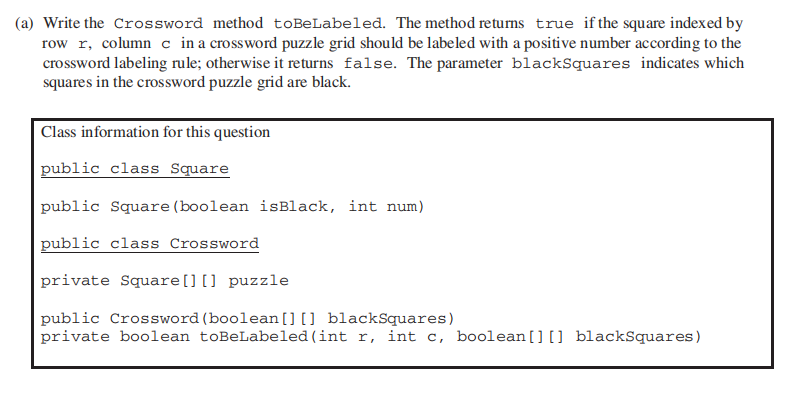 (a) Write the Crossword method toBeLabeled. The method returns true if the square indexed by
row r, column c in a crossword puzzle grid should be labeled with a positive number according to the
crossword labeling rule; otherwise it returns false. The parameter blackSquares indicates which
squares in the crossword puzzle grid are black.
Class information for this question
public class Square
public Square(boolean isBlack, int num)
public class Crossword
private Square[][] puzzle
public Crossword(boolean[][] blackSquares)
private boolean toBeLabeled(int r, int c, boolean[][] blackSquares)